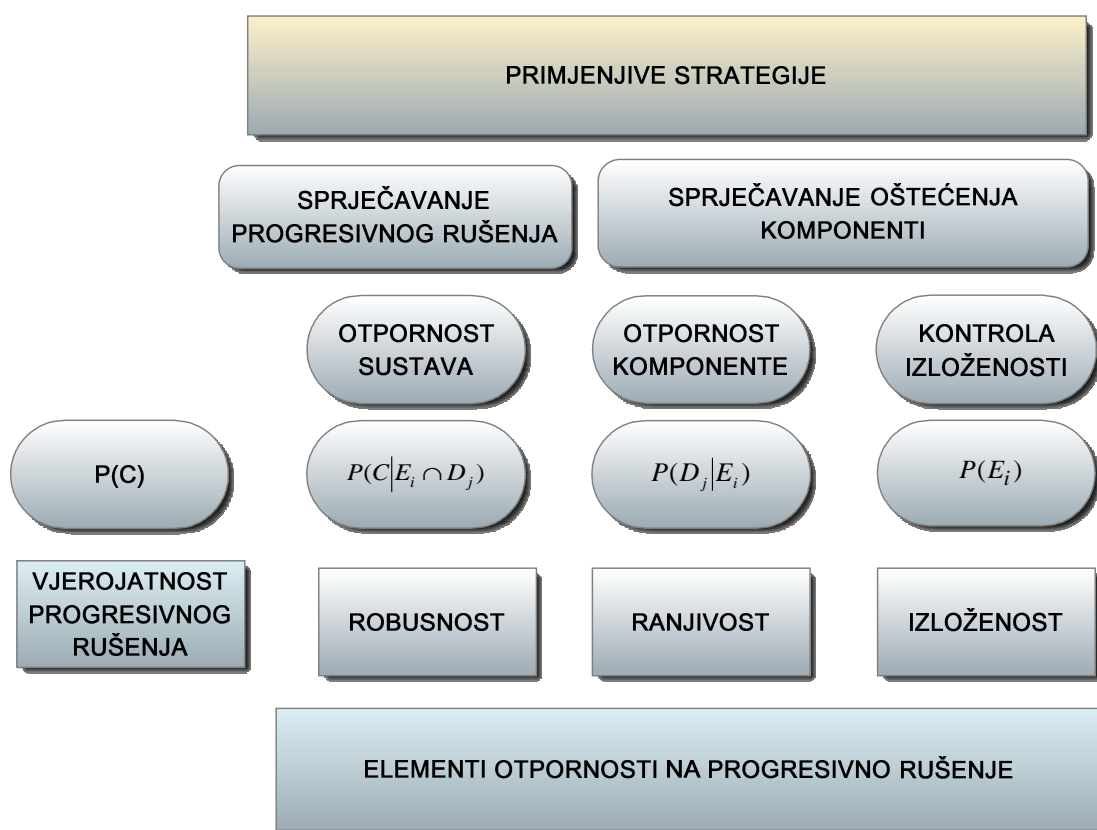 PRIMJENJIVE STRATEGIJE
SPRJEČAVANJE
PROGRESIVNOG RUŠENJA
SPRJEČAVANJE OŠTEĆENJA
KOMPONENTI
OTPORNOST
SUSTAVA
OTPORNOST
KOMPONENTE
KONTROLA
IZLOŽENOSTI
P(C)
P(C|E_i ∩ D_j)
P(D_j|E_i)
P(E_i)
VJEROJATNOST
PROGRESIVNOG
RUŠENJA
ROBUSNOST
RANJIVOST
IZLOŽENOST
ELEMENTI OTPORNOSTI NA PROGRESIVNO RUŠENJE